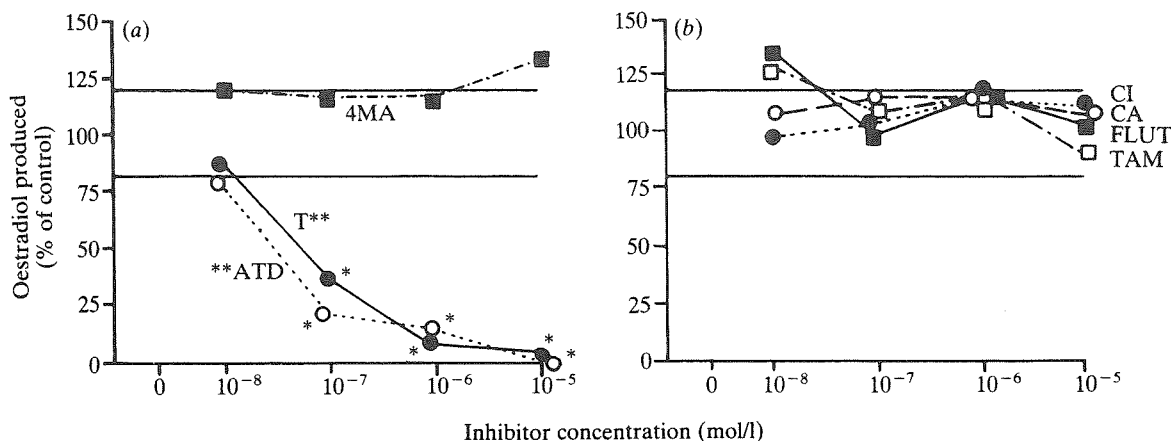 (a)
150
125
100
75
50
25
0
4MA
T**
**ATD
*
*
*
*
*
*
0
10⁻⁸
10⁻⁷
10⁻⁶
10⁻⁵
Oestradiol produced
(% of control)
(b)
150
125
100
75
50
25
0
CI
CA
FLUT
TAM
0
10⁻⁸
10⁻⁷
10⁻⁶
10⁻⁵
Inhibitor concentration (mol/l)